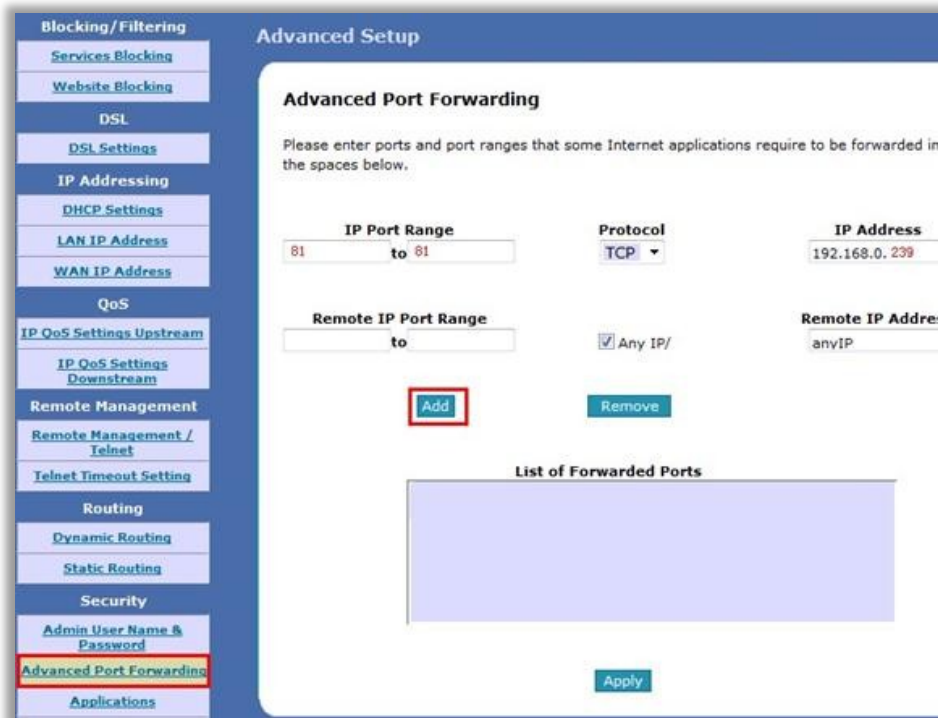 Blocking/Filtering
Services Blocking
Website Blocking
DSL
DSL Settings
IP Addressing
DHCP Settings
LAN IP Address
WAN IP Address
QoS
IP QoS Settings Upstream
IP QoS Settings
Downstream
Remote Management
Remote Management /
Telnet
Telnet Timeout Setting
Routing
Dynamic Routing
Static Routing
Security
Admin User Name &
Password
Advanced Port Forwarding
Applications
Advanced Setup
Advanced Port Forwarding
Please enter ports and port ranges that some Internet applications require to be forwarded in
the spaces below.
IP Port Range Protocol IP Address
81 to 81 TCP 192.168.0. 239
Remote IP Port Range Remote IP Addres
to Any IP/ anyIP
Add Remove
List of Forwarded Ports
Apply